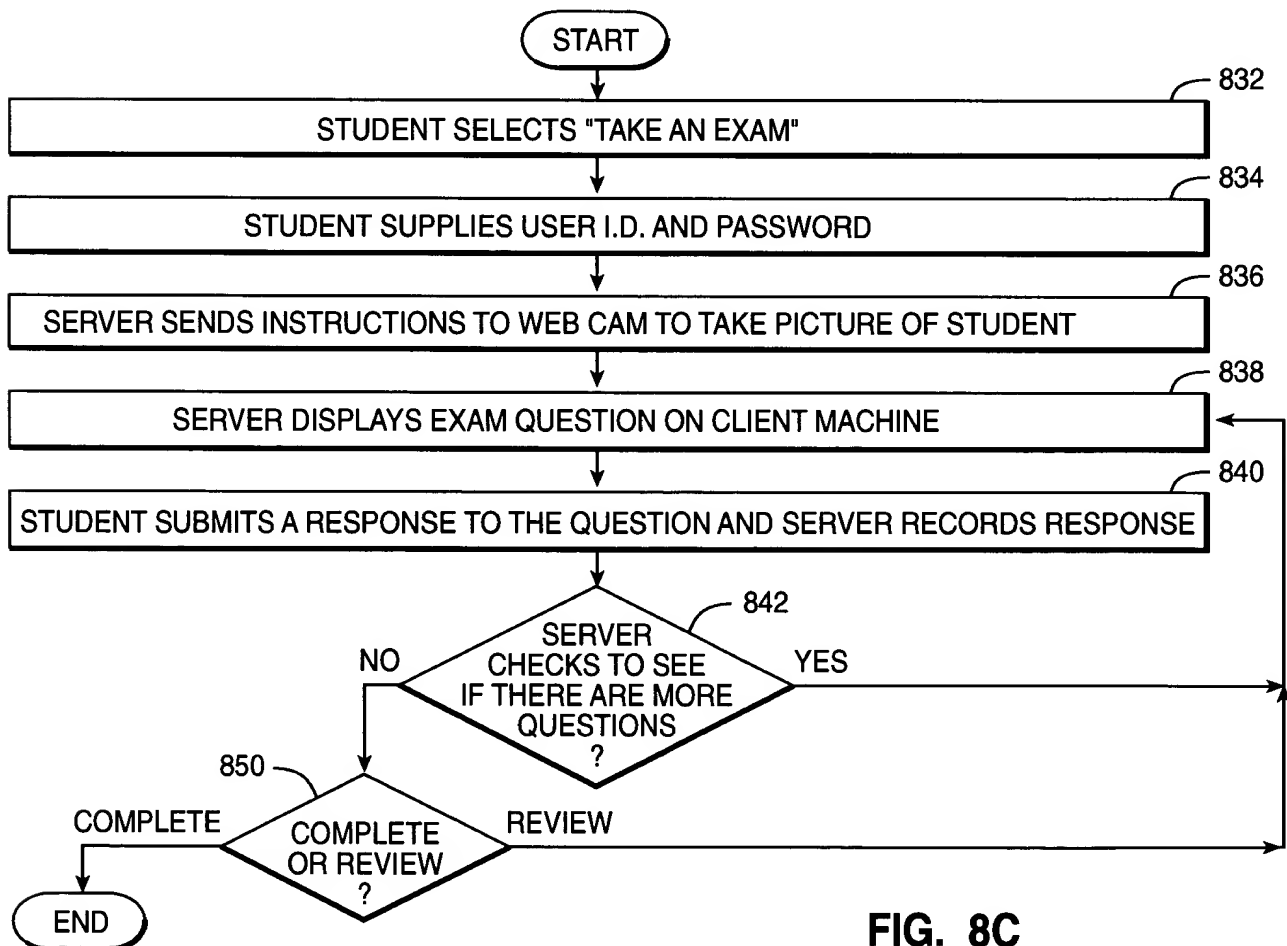 START
832
STUDENT SELECTS "TAKE AN EXAM"
834
STUDENT SUPPLIES USER I.D. AND PASSWORD
836
SERVER SENDS INSTRUCTIONS TO WEB CAM TO TAKE PICTURE OF STUDENT
838
SERVER DISPLAYS EXAM QUESTION ON CLIENT MACHINE
840
STUDENT SUBMITS A RESPONSE TO THE QUESTION AND SERVER RECORDS RESPONSE
842
SERVER
CHECKS TO SEE
IF THERE ARE MORE
QUESTIONS
?
NO
YES
850
COMPLETE
OR REVIEW
?
COMPLETE
REVIEW
END
FIG. 8C